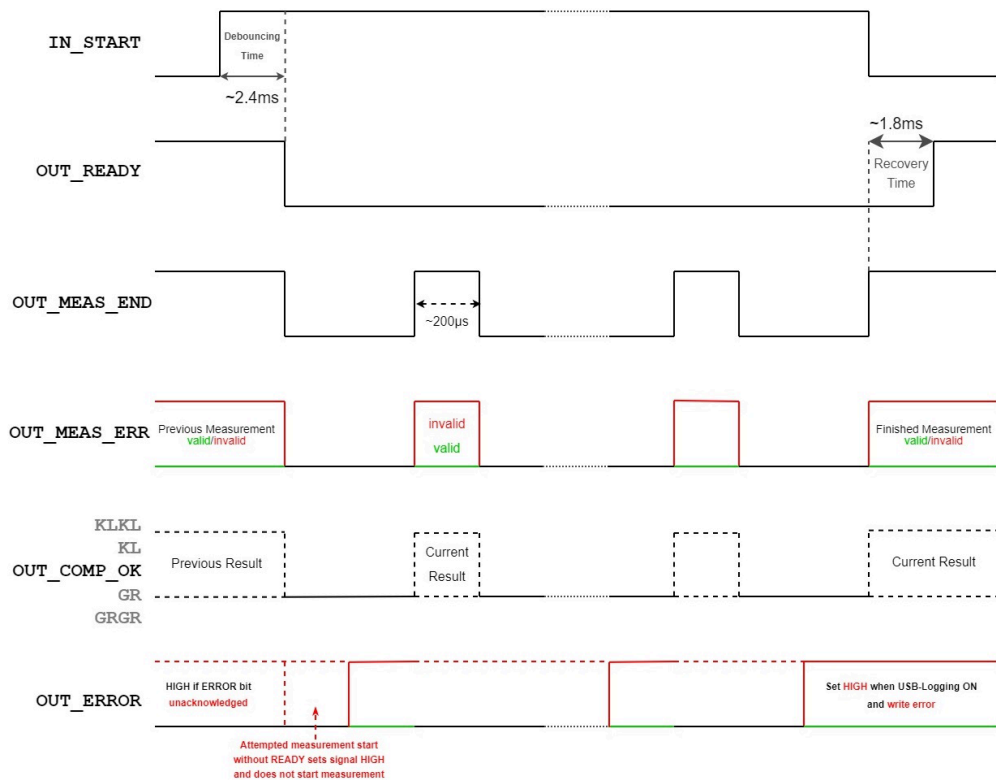 IN_START
Debouncing
Time
~2.4ms
~1.8ms
OUT_READY
Recovery
Time
OUT_MEAS_END
~200µs
OUT_MEAS_ERR
Previous Measurement
valid/invalid
invalid
valid
Finished Measurement
valid/invalid
KLKL
KL
OUT_COMP_OK
GR
GRGR
Previous Result
Current
Result
Current Result
OUT_ERROR
HIGH if ERROR bit
unacknowledged
Set HIGH when USB-Logging ON
and write error
Attempted measurement start
without READY sets signal HIGH
and does not start measurement